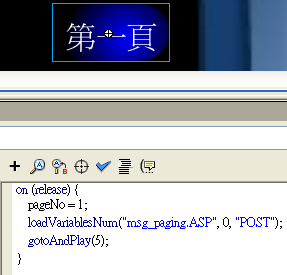 第一頁
on (release) {
pageNo = 1;
loadVariablesNum("msg_paging.ASP", 0, "POST");
gotoAndPlay(5);
}